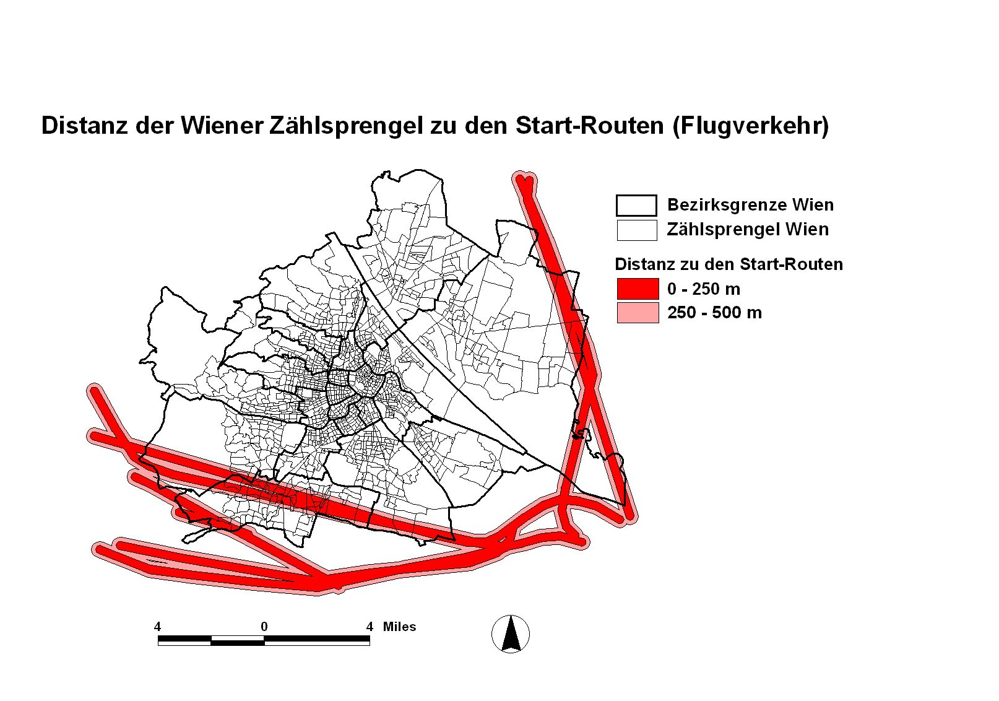 Distanz der Wiener Zählsprengel zu den Start-Routen (Flugverkehr)
Bezirksgrenze Wien
Zählsprengel Wien
Distanz zu den Start-Routen
0 - 250 m
250 - 500 m
4 0 4 Miles